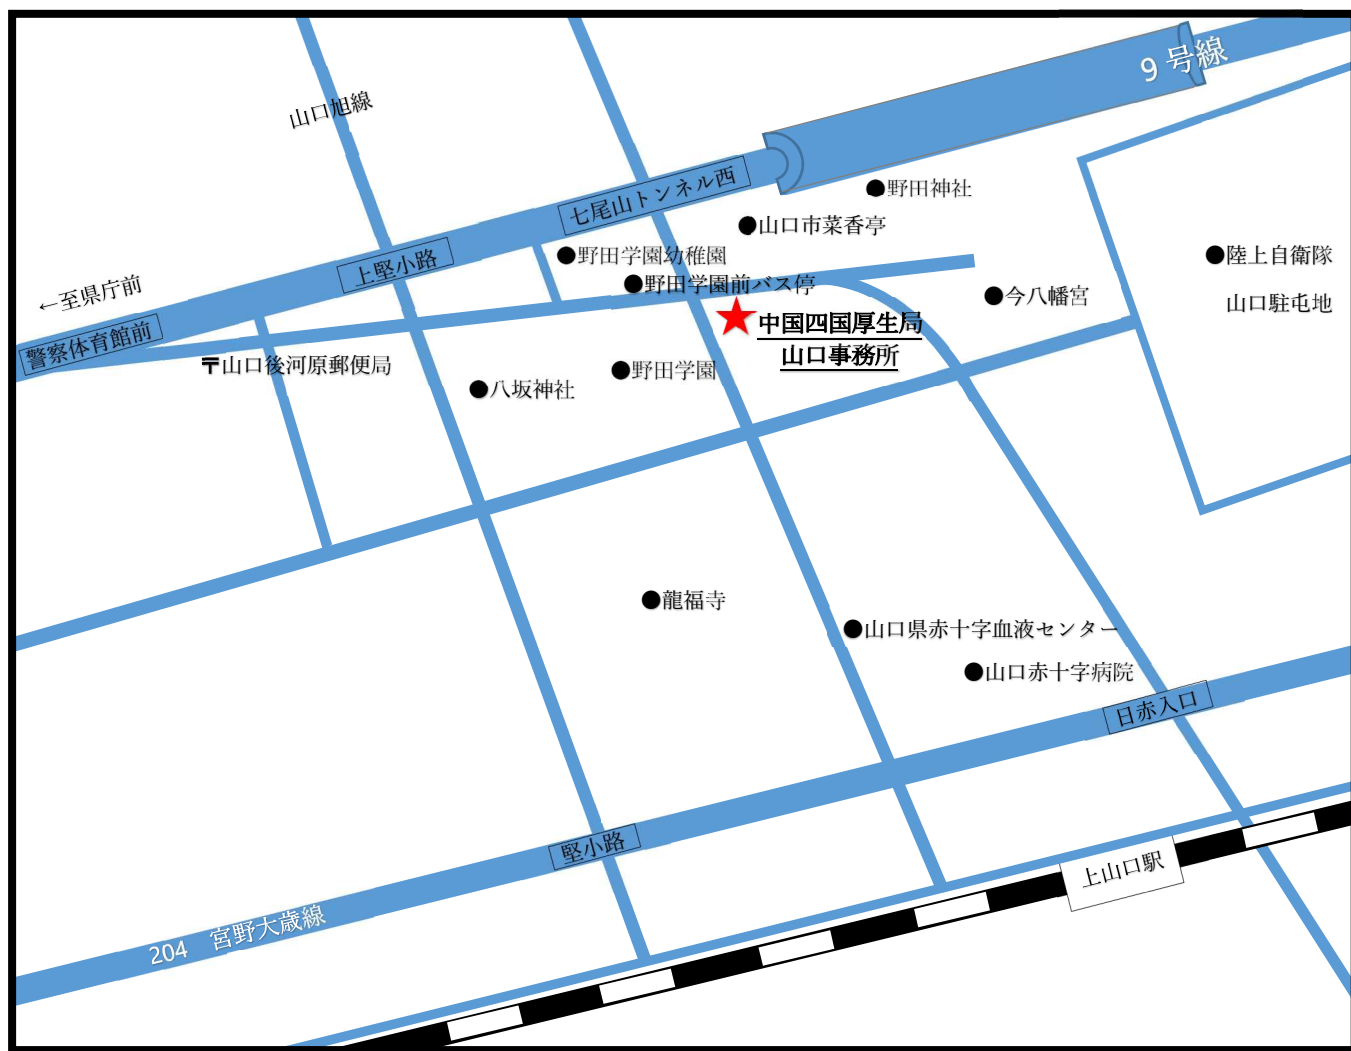 9 号線
山口旭線
七尾山トンネル西
●野田神社
●山口市菜香亭
上堅小路
●野田学園幼稚園
●陸上自衛隊
山口駐屯地
←至県庁前
●野田学園前バス停
●今八幡宮
★中国四国厚生局
山口事務所
警察体育館前
〒山口後河原郵便局
●八坂神社
●野田学園
●龍福寺
●山口県赤十字血液センター
●山口赤十字病院
日赤入口
堅小路
上山口駅
204　宮野大歳線